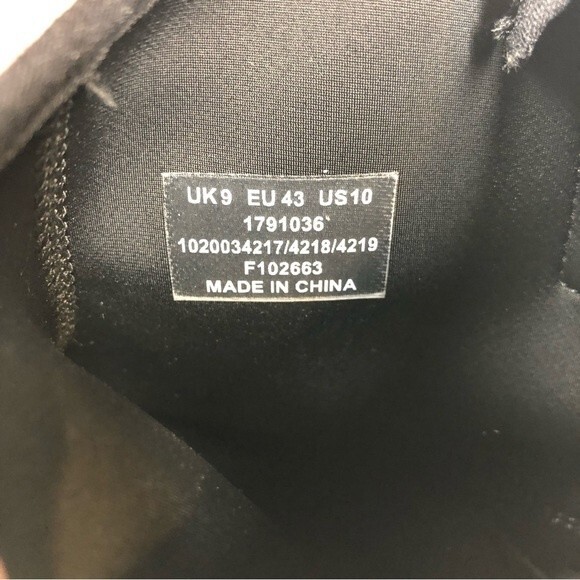 UK9 EU 43 US10
1791036
1020034217/4218/4219
F102663
MADE IN CHINA